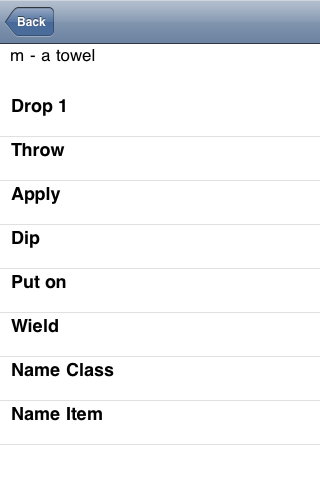 Back
m - a towel
Drop 1
Throw
Apply
Dip
Put on
Wield
Name Class
Name Item